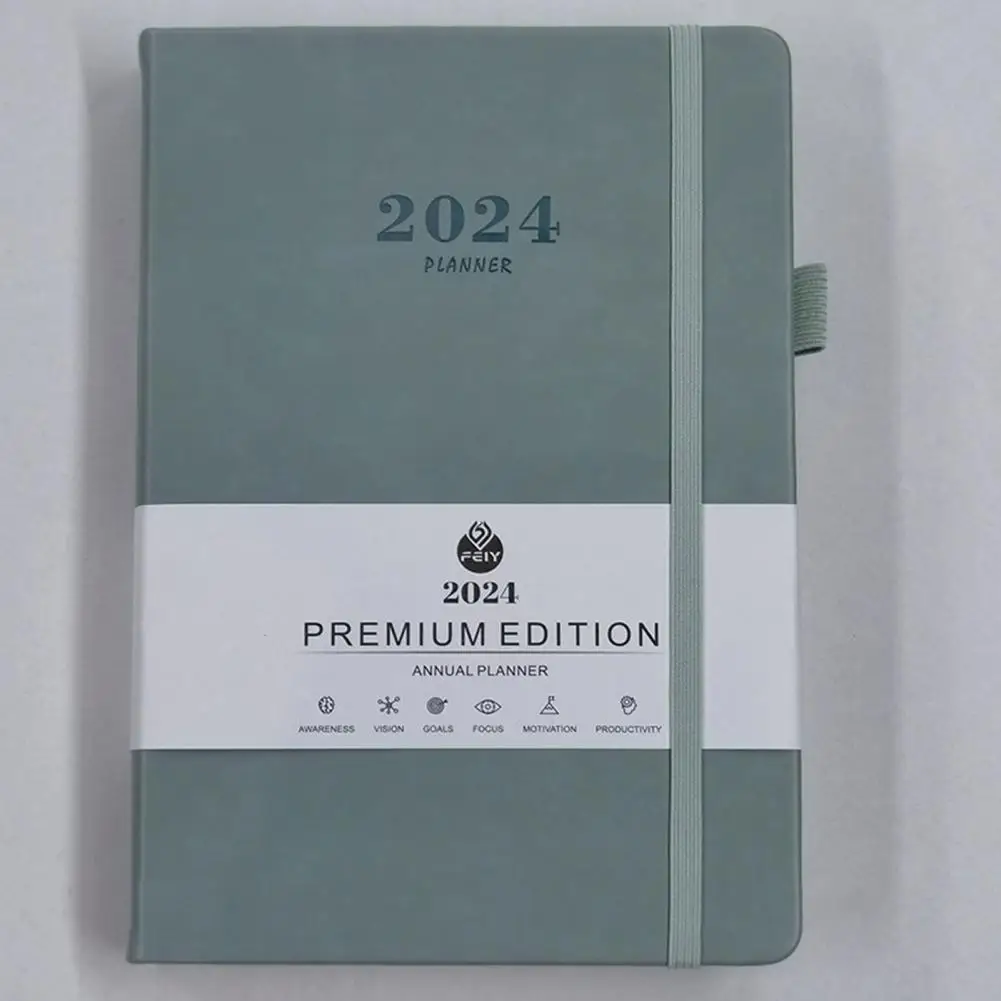 2024
PLANNER
FEIY
2024
PREMIUM EDITION
ANNUAL PLANNER
AWARENESS VISION GOALS FOCUS MOTIVATION PRODUCTIVITY